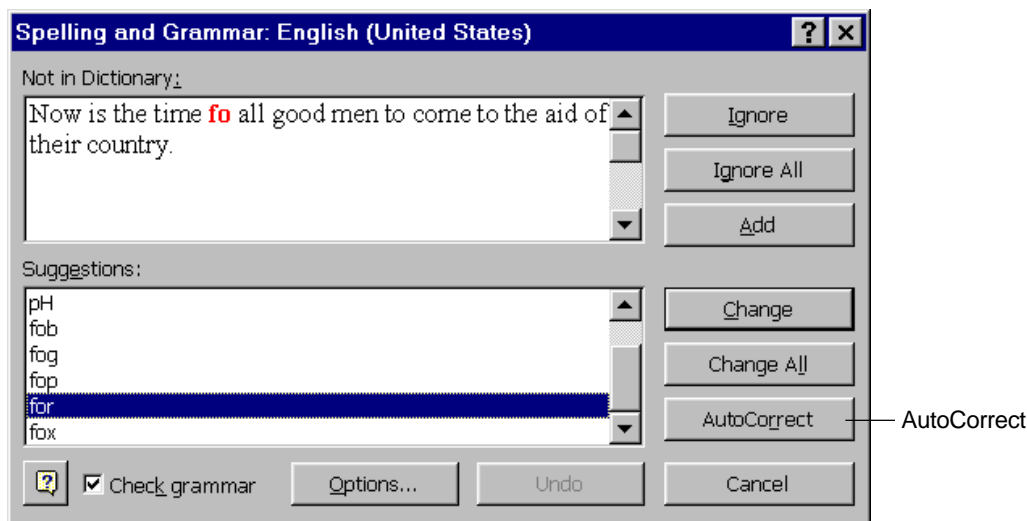 Spelling and Grammar: English (United States)
Not in Dictionary:
Now is the time fo all good men to come to the aid of
their country.
Ignore
Ignore All
Add
Suggestions:
pH
fob
fog
fop
for
fox
Change
Change All
AutoCorrect
AutoCorrect
Check grammar
Options...
Undo
Cancel